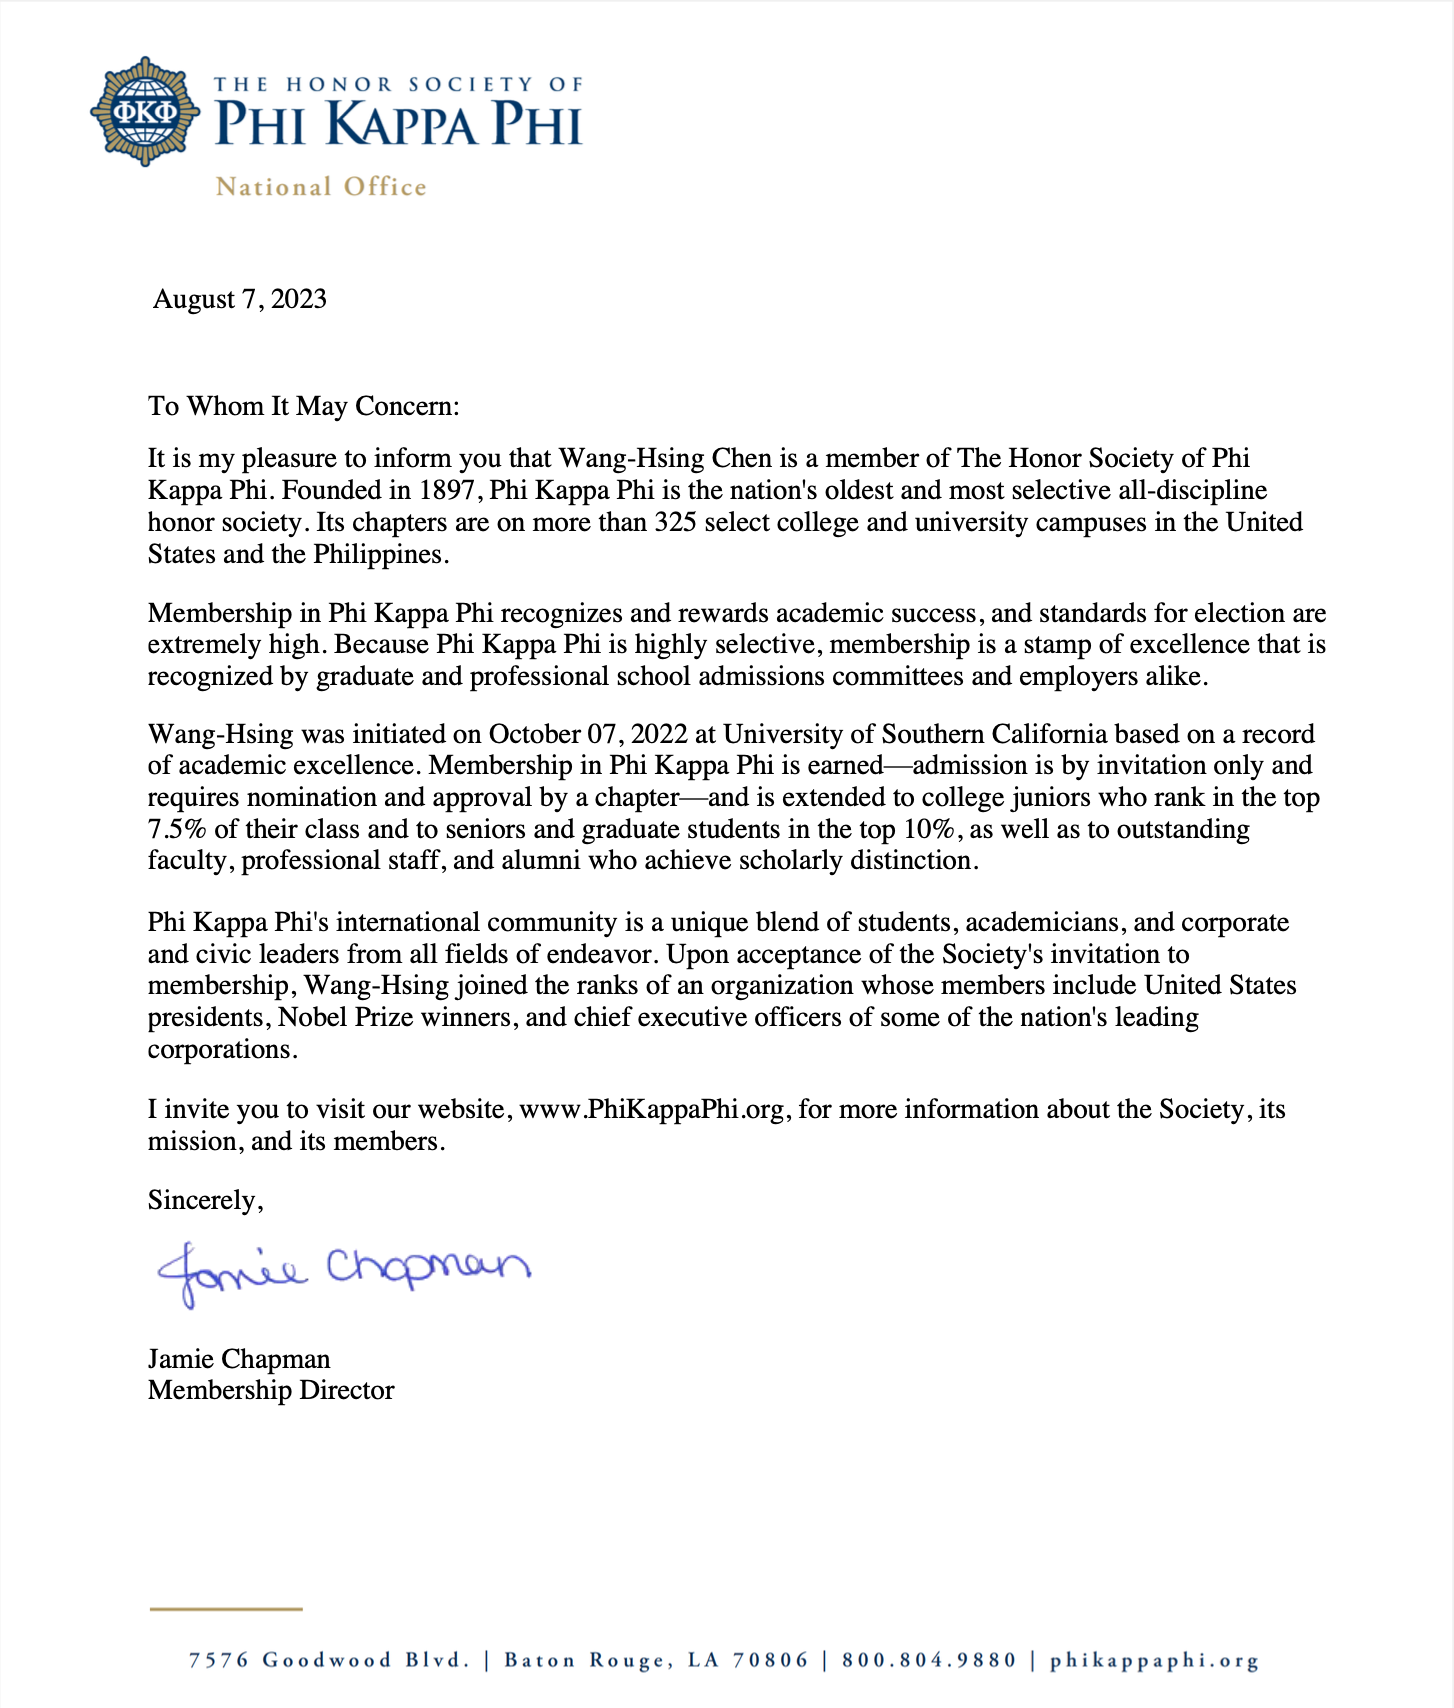 THE HONOR SOCIETY OF
ΦΚΦ
PHI KAPPA PHI
National Office
August 7, 2023
To Whom It May Concern:
It is my pleasure to inform you that Wang-Hsing Chen is a member of The Honor Society of Phi
Kappa Phi. Founded in 1897, Phi Kappa Phi is the nation's oldest and most selective all-discipline
honor society. Its chapters are on more than 325 select college and university campuses in the United
States and the Philippines.
Membership in Phi Kappa Phi recognizes and rewards academic success, and standards for election are
extremely high. Because Phi Kappa Phi is highly selective, membership is a stamp of excellence that is
recognized by graduate and professional school admissions committees and employers alike.
Wang-Hsing was initiated on October 07, 2022 at University of Southern California based on a record
of academic excellence. Membership in Phi Kappa Phi is earned—admission is by invitation only and
requires nomination and approval by a chapter—and is extended to college juniors who rank in the top
7.5% of their class and to seniors and graduate students in the top 10%, as well as to outstanding
faculty, professional staff, and alumni who achieve scholarly distinction.
Phi Kappa Phi's international community is a unique blend of students, academicians, and corporate
and civic leaders from all fields of endeavor. Upon acceptance of the Society's invitation to
membership, Wang-Hsing joined the ranks of an organization whose members include United States
presidents, Nobel Prize winners, and chief executive officers of some of the nation's leading
corporations.
I invite you to visit our website, www.PhiKappaPhi.org, for more information about the Society, its
mission, and its members.
Sincerely,
Jamie Chapman
Jamie Chapman
Membership Director
7576 Goodwood Blvd. | Baton Rouge, LA 70806 | 800.804.9880 | phikappaphi.org